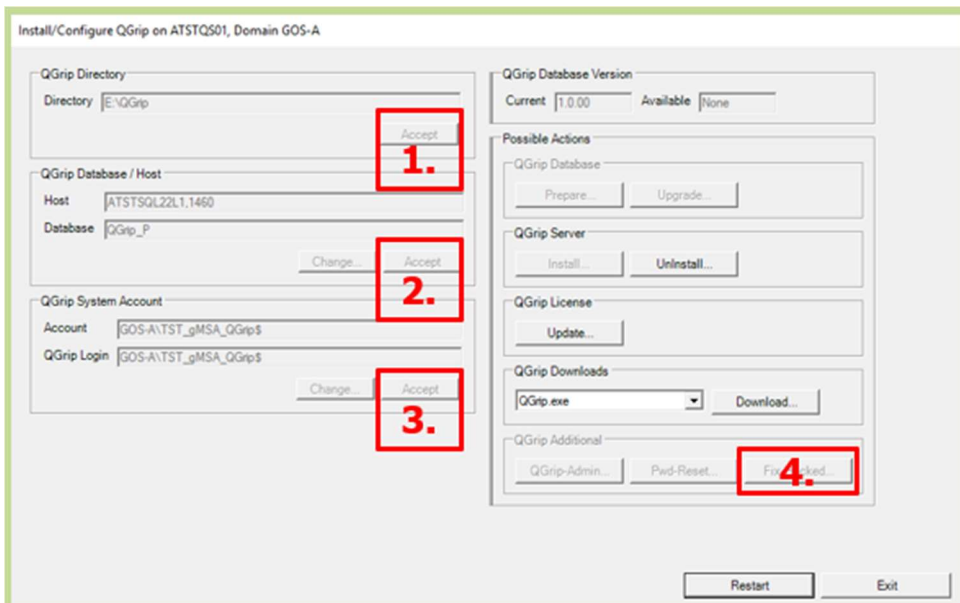 Install/Configure QGrip on ATSTQS01, Domain GOS-A
QGrip Directory
Directory E:\QGrip
Accept
1.
QGrip Database / Host
Host ATSTSQL22L1,1460
Database QGrip_P
Change... Accept
2.
QGrip System Account
Account GOS-A\TST_gMSA_QGrip$
QGrip Login GOS-A\TST_gMSA_QGrip$
Change... Accept
3.
QGrip Database Version
Current 1.0.00 Available None
Possible Actions
QGrip Database
Prepare... Upgrade...
QGrip Server
Install... UnInstall...
QGrip License
Update...
QGrip Downloads
QGrip.exe Download...
QGrip Additional
QGrip-Admin... Pwd-Reset...
4.
Restart Exit